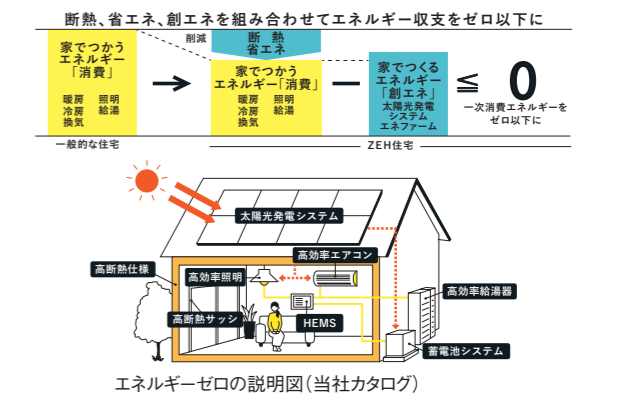 断熱、省エネ、創エネを組み合わせてエネルギー収支をゼロ以下に
家でつかう
エネルギー
「消費」
暖房 照明
冷房 給湯
換気
一般的な住宅
削減
断 熱
省エネ
家でつかう
エネルギー「消費」
暖房 照明
冷房 給湯
換気
家でつくる
エネルギー
「創エネ」
太陽光発電
システム
エネファーム
≦ 0
一次消費エネルギーを
ゼロ以下に
ZEH住宅
太陽光発電システム
高効率エアコン
高断熱仕様
高効率照明
高効率給湯器
高断熱サッシ
HEMS
蓄電池システム
エネルギーゼロの説明図（当社カタログ）